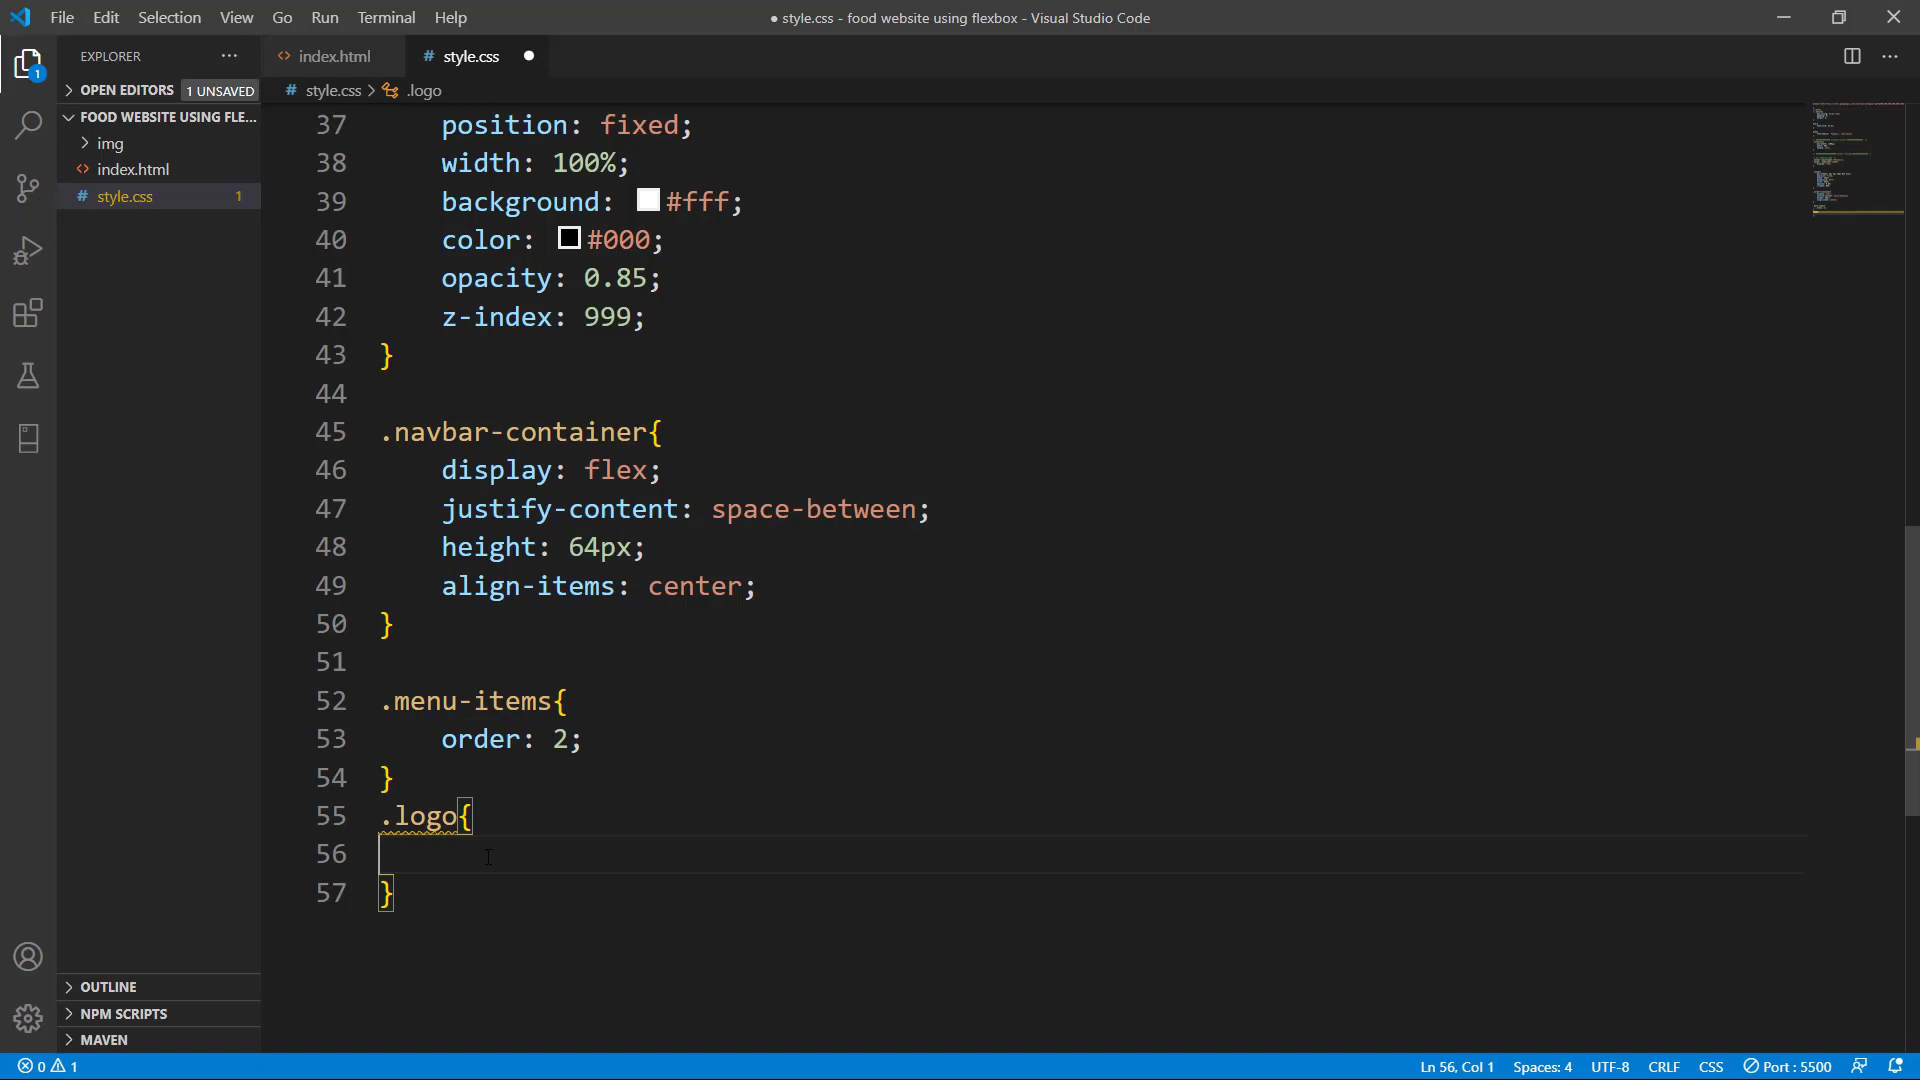 File Edit Selection View Go Run Terminal Help
● style.css - food website using flexbox - Visual Studio Code
EXPLORER
index.html
# style.css
OPEN EDITORS 1 UNSAVED
# style.css > .logo
FOOD WEBSITE USING FLE...
img
index.html
# style.css 1
37 position: fixed;
38 width: 100%;
39 background: #fff;
40 color: #000;
41 opacity: 0.85;
42 z-index: 999;
43 }
44
45 .navbar-container{
46 display: flex;
47 justify-content: space-between;
48 height: 64px;
49 align-items: center;
50 }
51
52 .menu-items{
53 order: 2;
54 }
55 .logo{
56
57 }
1
OUTLINE
NPM SCRIPTS
MAVEN
0 1
Ln 56, Col 1 Spaces: 4 UTF-8 CRLF CSS Port : 5500